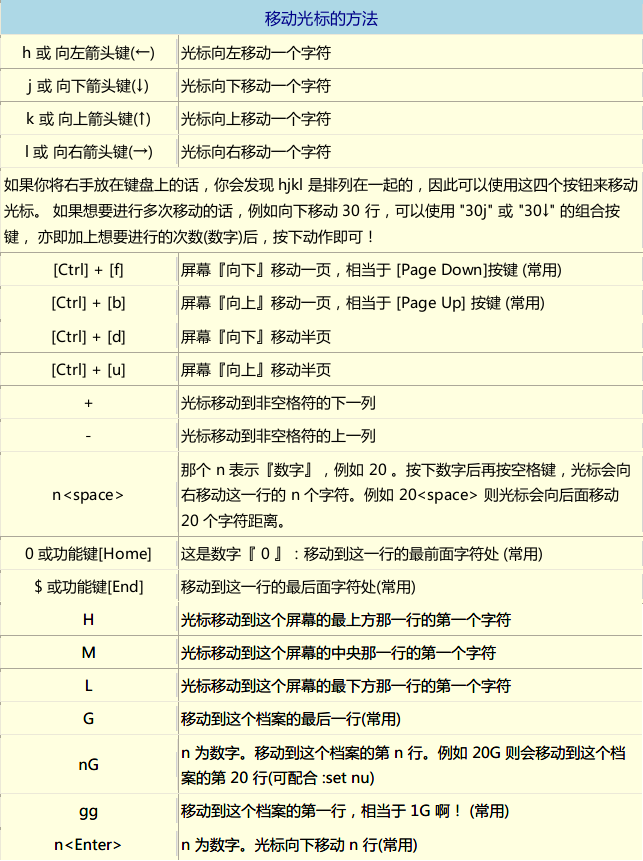 移动光标的方法
h 或 向左箭头键(←) 光标向左移动一个字符
j 或 向下箭头键(↓) 光标向下移动一个字符
k 或 向上箭头键(↑) 光标向上移动一个字符
l 或 向右箭头键(→) 光标向右移动一个字符
如果你将右手放在键盘上的话，你会发现 hjkl 是排列在一起的，因此可以使用这四个按钮来移动
光标。 如果想要进行多次移动的话，例如向下移动 30 行，可以使用 "30j" 或 "30↓" 的组合按
键， 亦即加上想要进行的次数(数字)后，按下动作即可！
[Ctrl] + [f] 屏幕『向下』移动一页，相当于 [Page Down]按键 (常用)
[Ctrl] + [b] 屏幕『向上』移动一页，相当于 [Page Up] 按键 (常用)
[Ctrl] + [d] 屏幕『向下』移动半页
[Ctrl] + [u] 屏幕『向上』移动半页
+ 光标移动到非空格符的下一列
- 光标移动到非空格符的上一列
n<space> 那个 n 表示『数字』，例如 20 。按下数字后再按空格键，光标会向
右移动这一行的 n 个字符。例如 20<space> 则光标会向后面移动
20 个字符距离。
0 或功能键[Home] 这是数字『 0 』：移动到这一行的最前面字符处 (常用)
$ 或功能键[End] 移动到这一行的最后面字符处(常用)
H 光标移动到这个屏幕的最上方那一行的第一个字符
M 光标移动到这个屏幕的中央那一行的第一个字符
L 光标移动到这个屏幕的最下方那一行的第一个字符
G 移动到这个档案的最后一行(常用)
nG n 为数字。移动到这个档案的第 n 行。例如 20G 则会移动到这个档
案的第 20 行(可配合 :set nu)
gg 移动到这个档案的第一行，相当于 1G 啊！ (常用)
n<Enter> n 为数字。光标向下移动 n 行(常用)